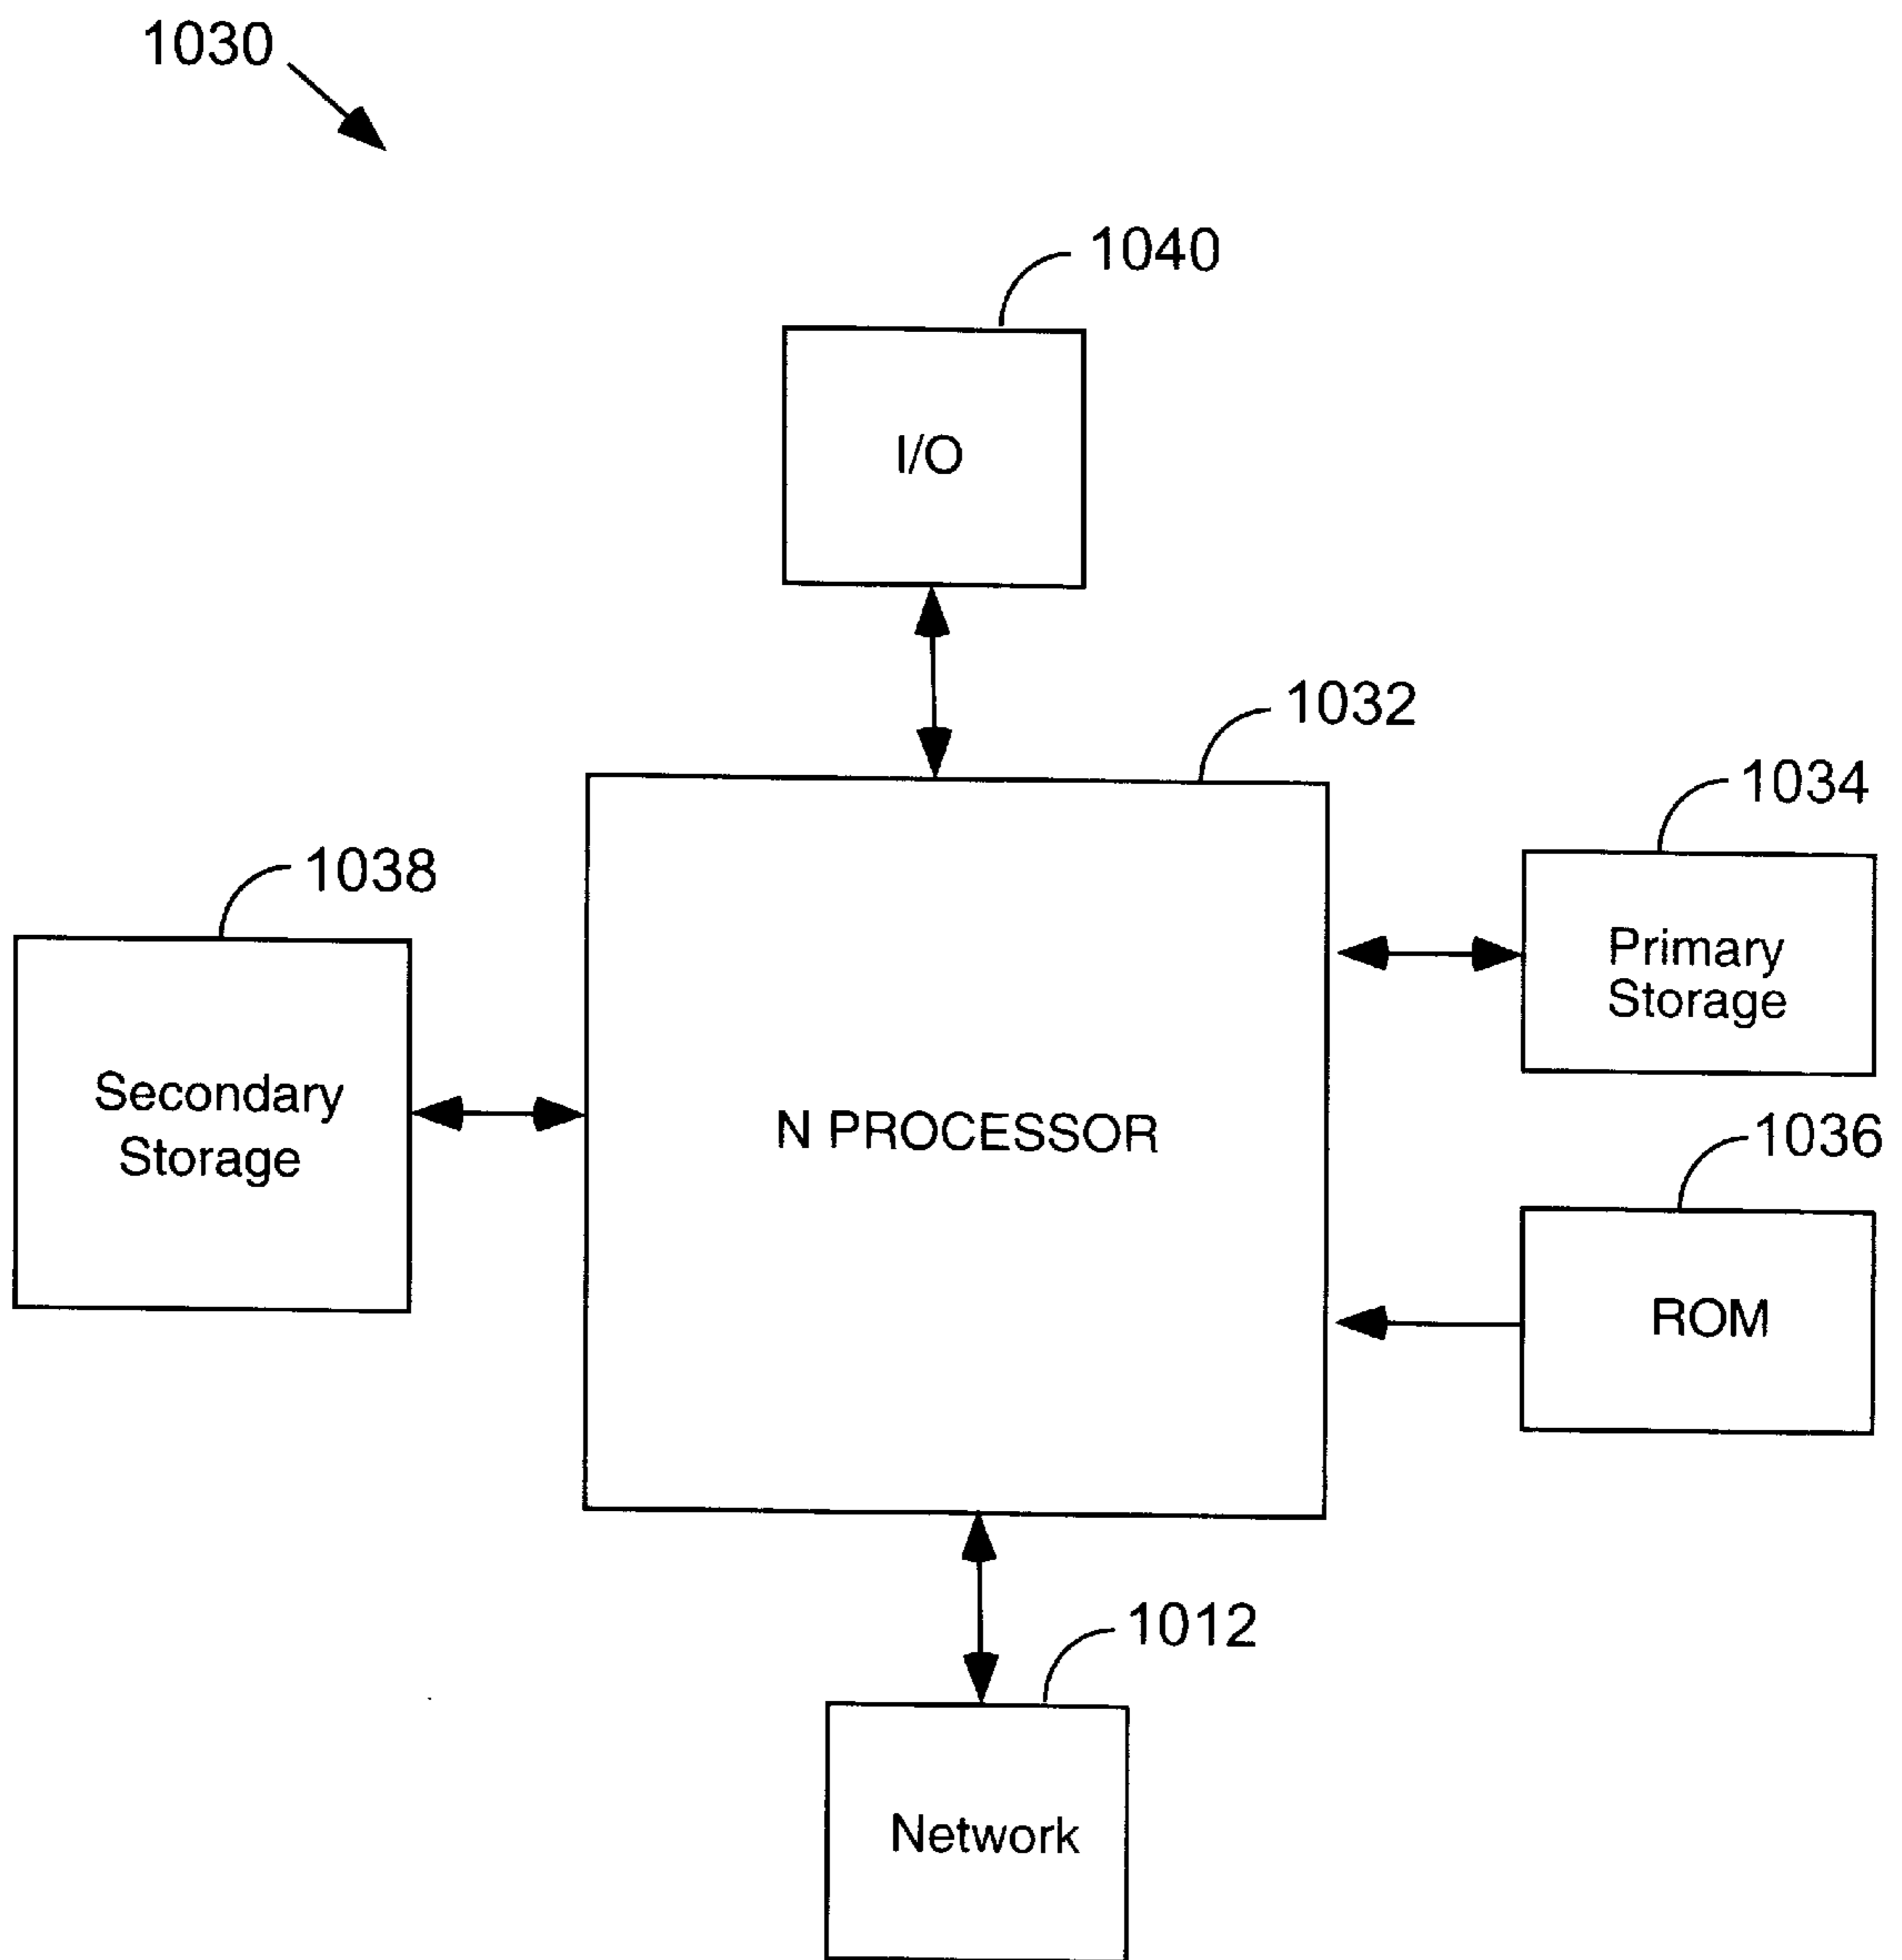 1030
1040
I/O
1032
1034
1038
Primary
Storage
Secondary
Storage
N PROCESSOR
1036
ROM
1012
Network